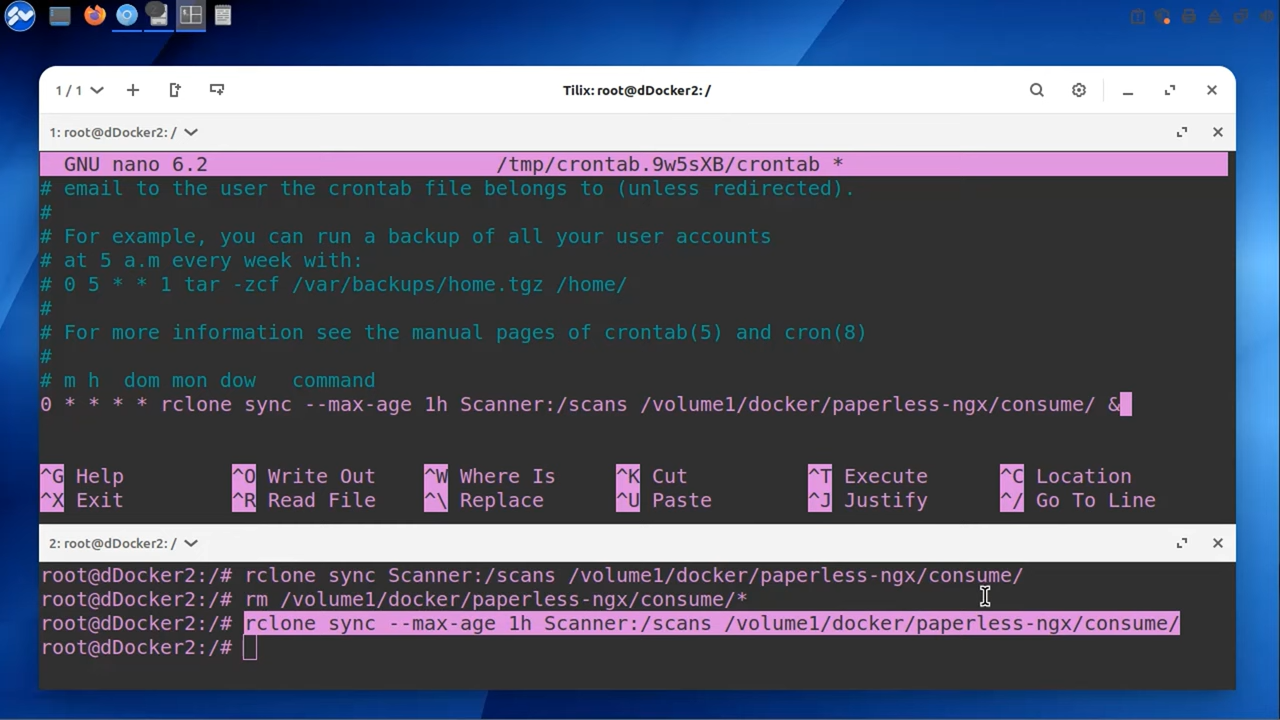 1 / 1
Tilix: root@dDocker2: /
1: root@dDocker2: /
GNU nano 6.2 /tmp/crontab.9w5sXB/crontab *
# email to the user the crontab file belongs to (unless redirected).
#
# For example, you can run a backup of all your user accounts
# at 5 a.m every week with:
# 0 5 * * 1 tar -zcf /var/backups/home.tgz /home/
#
# For more information see the manual pages of crontab(5) and cron(8)
#
# m h  dom mon dow   command
0 * * * * rclone sync --max-age 1h Scanner:/scans /volume1/docker/paperless-ngx/consume/ &
^G Help ^O Write Out ^W Where Is ^K Cut ^T Execute ^C Location
^X Exit ^R Read File ^\ Replace ^U Paste ^J Justify ^/ Go To Line
2: root@dDocker2: /
root@dDocker2:/# rclone sync Scanner:/scans /volume1/docker/paperless-ngx/consume/
root@dDocker2:/# rm /volume1/docker/paperless-ngx/consume/*
root@dDocker2:/# rclone sync --max-age 1h Scanner:/scans /volume1/docker/paperless-ngx/consume/
root@dDocker2:/#